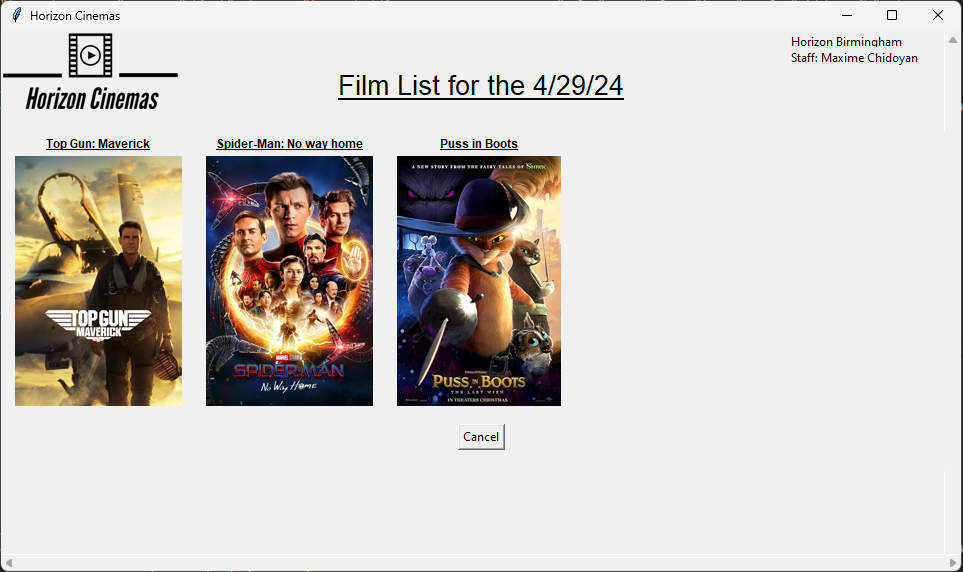 Horizon Cinemas
Horizon Birmingham
Staff: Maxime Chidoyan
Horizon Cinemas
Film List for the 4/29/24
Top Gun: Maverick
Spider-Man: No way home
Puss in Boots
TOP GUN
MAVERICK
MARVEL STUDIOS
SPIDER-MAN
NO WAY HOME
A NEW STORY FROM THE FAIRY TALES OF SHREK
DREAMWORKS
PUSS IN BOOTS
THE LAST WISH
IN THEATERS CHRISTMAS
Cancel